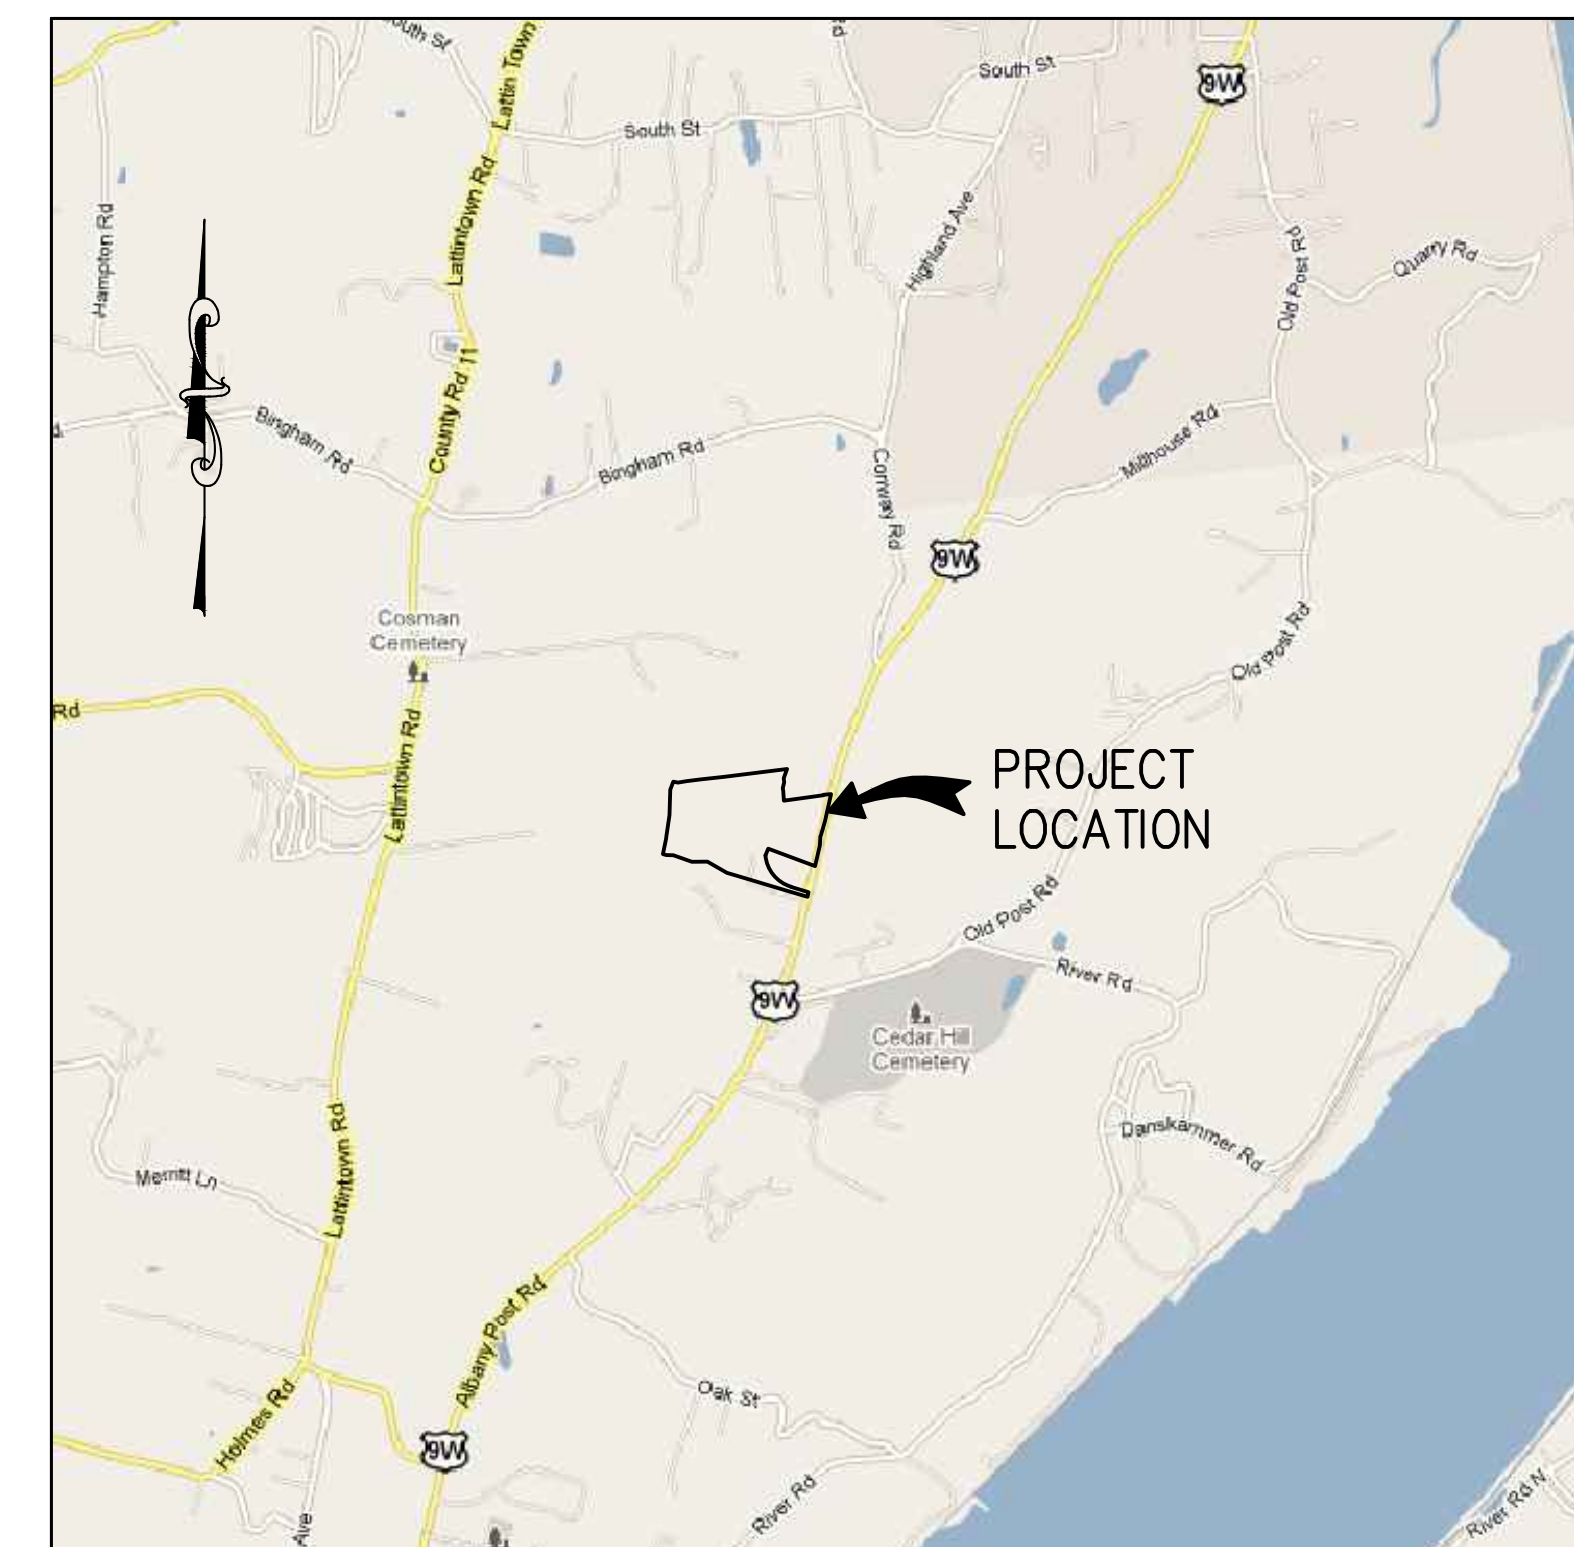 South St
Lattin Town
South St
9W
South St
Hampton Rd
Lattintown Rd
Highland Ave
Old Post Rd
Quarry Rd
County Rd 11
Bingham Rd
Bingham Rd
Conway Rd
Millhouse Rd
9W
Cosman
Cemetery
Old Post Rd
Rd
Lattintown Rd
PROJECT
LOCATION
Old Post Rd
River Rd
9W
Cedar Hill
Cemetery
Danskammer Rd
Merritt Ln
Lattintown Rd
Albany Post Rd
Oak St
Holmes Rd
9W
River Rd
River Rd N
Ave